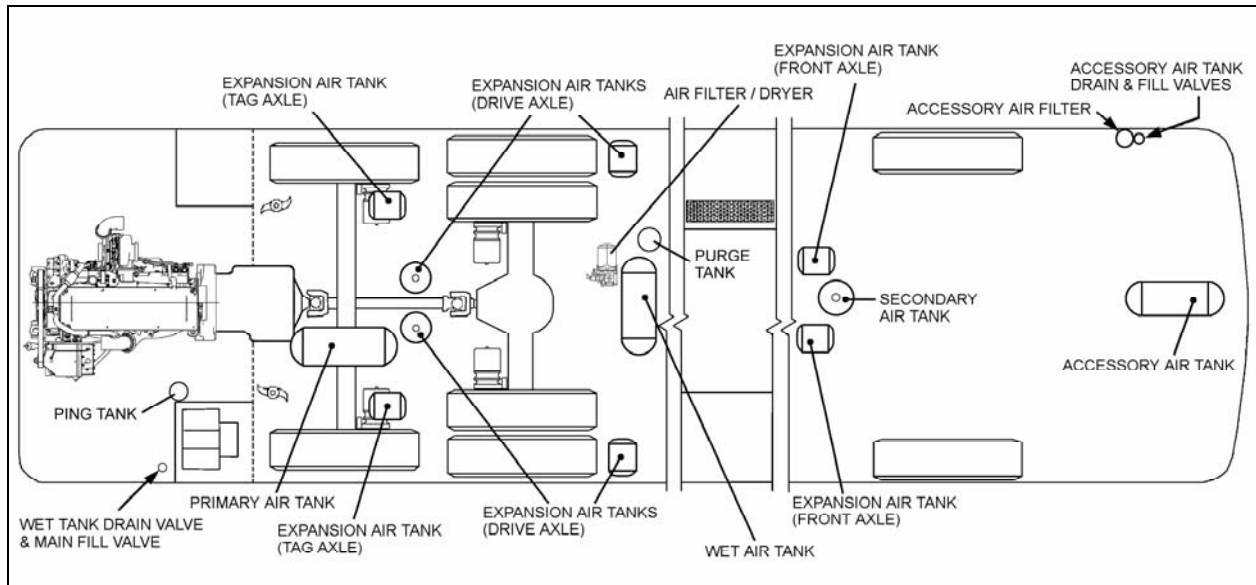 EXPANSION AIR TANK
(FRONT AXLE)
EXPANSION AIR TANK
(TAG AXLE)
EXPANSION AIR TANKS
(DRIVE AXLE)
AIR FILTER / DRYER
ACCESSORY AIR TANK
DRAIN & FILL VALVES
ACCESSORY AIR FILTER
PURGE
TANK
SECONDARY
AIR TANK
ACCESSORY AIR TANK
PING TANK
PRIMARY AIR TANK
WET TANK DRAIN VALVE
& MAIN FILL VALVE
EXPANSION AIR TANK
(TAG AXLE)
EXPANSION AIR TANKS
(DRIVE AXLE)
WET AIR TANK
EXPANSION AIR TANK
(FRONT AXLE)